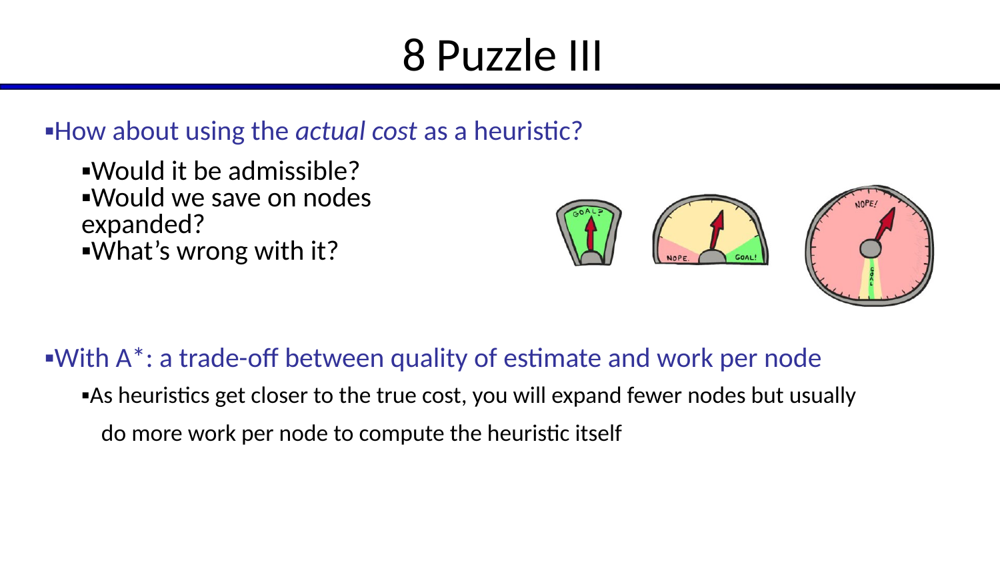 8 Puzzle III
▪How about using the actual cost as a heuristic?
▪Would it be admissible?
▪Would we save on nodes
expanded?
▪What’s wrong with it?
GOAL?
NOPE.
GOAL!
NOPE!
GOAL
▪With A*: a trade-off between quality of estimate and work per node
▪As heuristics get closer to the true cost, you will expand fewer nodes but usually
do more work per node to compute the heuristic itself